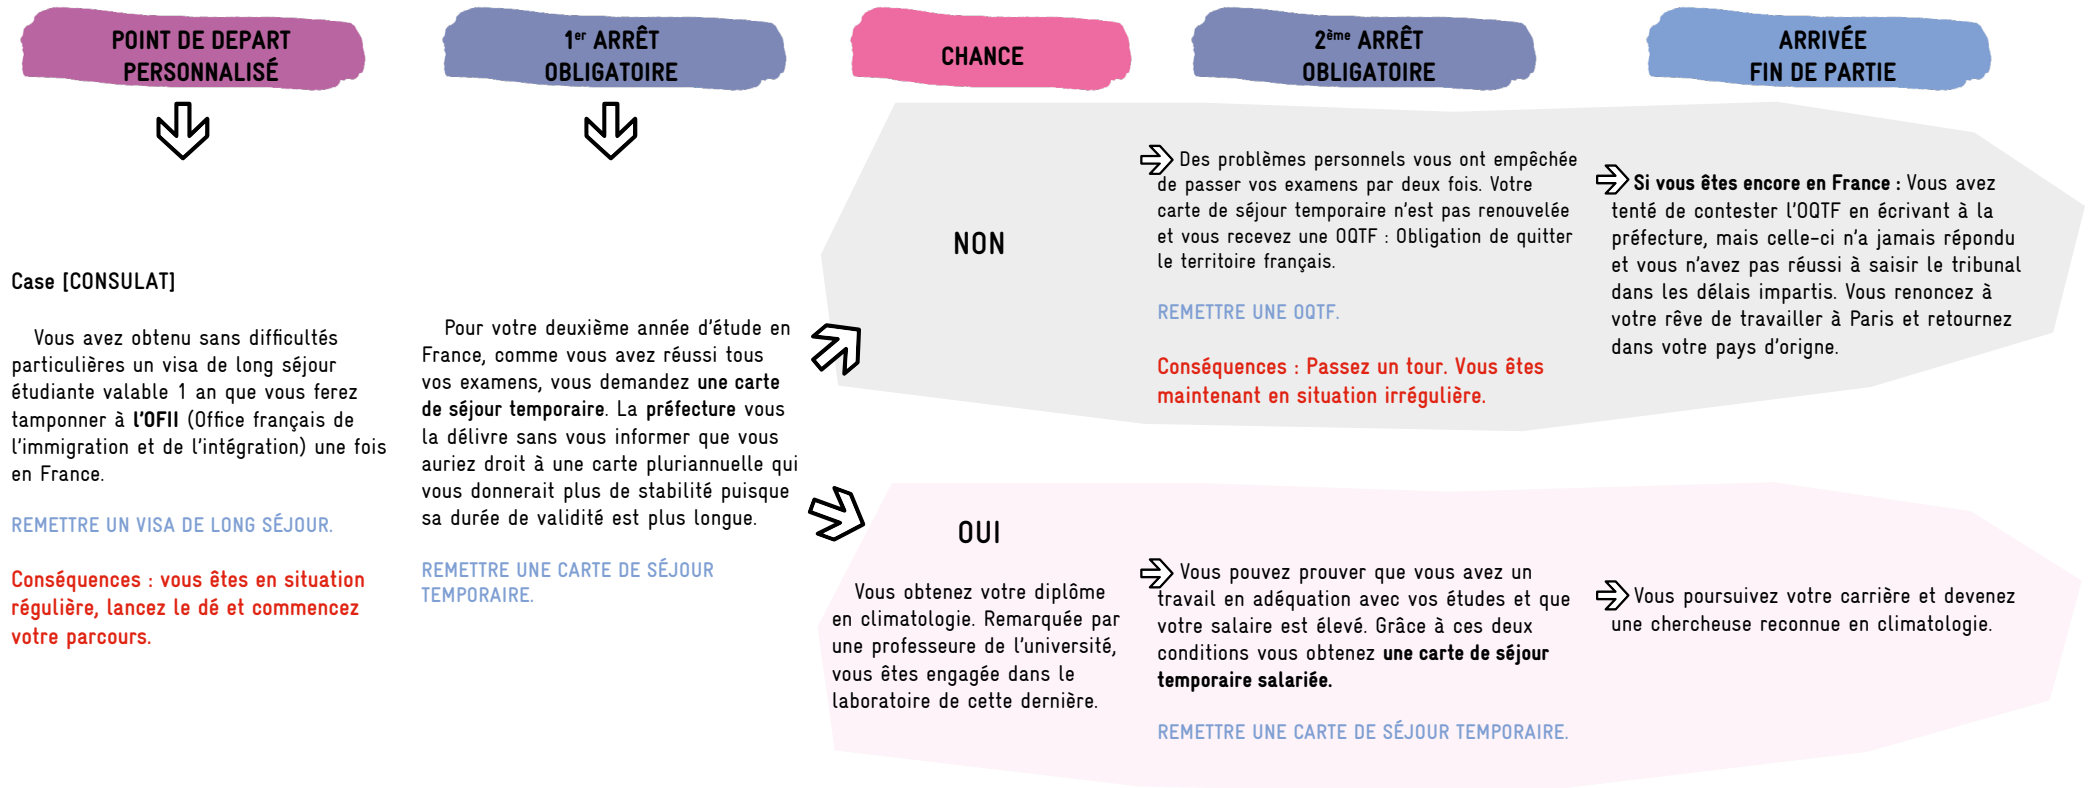 POINT DE DEPART
PERSONNALISÉ
1er ARRÊT
OBLIGATOIRE
CHANCE
2ème ARRÊT
OBLIGATOIRE
ARRIVÉE
FIN DE PARTIE
Case [CONSULAT]
Vous avez obtenu sans difficultés
particulières un visa de long séjour
étudiante valable 1 an que vous ferez
tamponner à l'OFII (Office français de
l'immigration et de l'intégration) une fois
en France.
REMETTRE UN VISA DE LONG SÉJOUR.
Conséquences : vous êtes en situation
régulière, lancez le dé et commencez
votre parcours.
Pour votre deuxième année d'étude en
France, comme vous avez réussi tous
vos examens, vous demandez une carte
de séjour temporaire. La préfecture vous
la délivre sans vous informer que vous
auriez droit à une carte pluriannuelle qui
vous donnerait plus de stabilité puisque
sa durée de validité est plus longue.
REMETTRE UNE CARTE DE SÉJOUR
TEMPORAIRE.
NON
Des problèmes personnels vous ont empêchée
de passer vos examens par deux fois. Votre
carte de séjour temporaire n'est pas renouvelée
et vous recevez une OQTF : Obligation de quitter
le territoire français.
REMETTRE UNE OQTF.
Conséquences : Passez un tour. Vous êtes
maintenant en situation irrégulière.
Si vous êtes encore en France : Vous avez
tenté de contester l'OQTF en écrivant à la
préfecture, mais celle-ci n'a jamais répondu
et vous n'avez pas réussi à saisir le tribunal
dans les délais impartis. Vous renoncez à
votre rêve de travailler à Paris et retournez
dans votre pays d'origne.
OUI
Vous obtenez votre diplôme
en climatologie. Remarquée par
une professeure de l'université,
vous êtes engagée dans le
laboratoire de cette dernière.
Vous pouvez prouver que vous avez un
travail en adéquation avec vos études et que
votre salaire est élevé. Grâce à ces deux
conditions vous obtenez une carte de séjour
temporaire salariée.
REMETTRE UNE CARTE DE SÉJOUR TEMPORAIRE.
Vous poursuivez votre carrière et devenez
une chercheuse reconnue en climatologie.